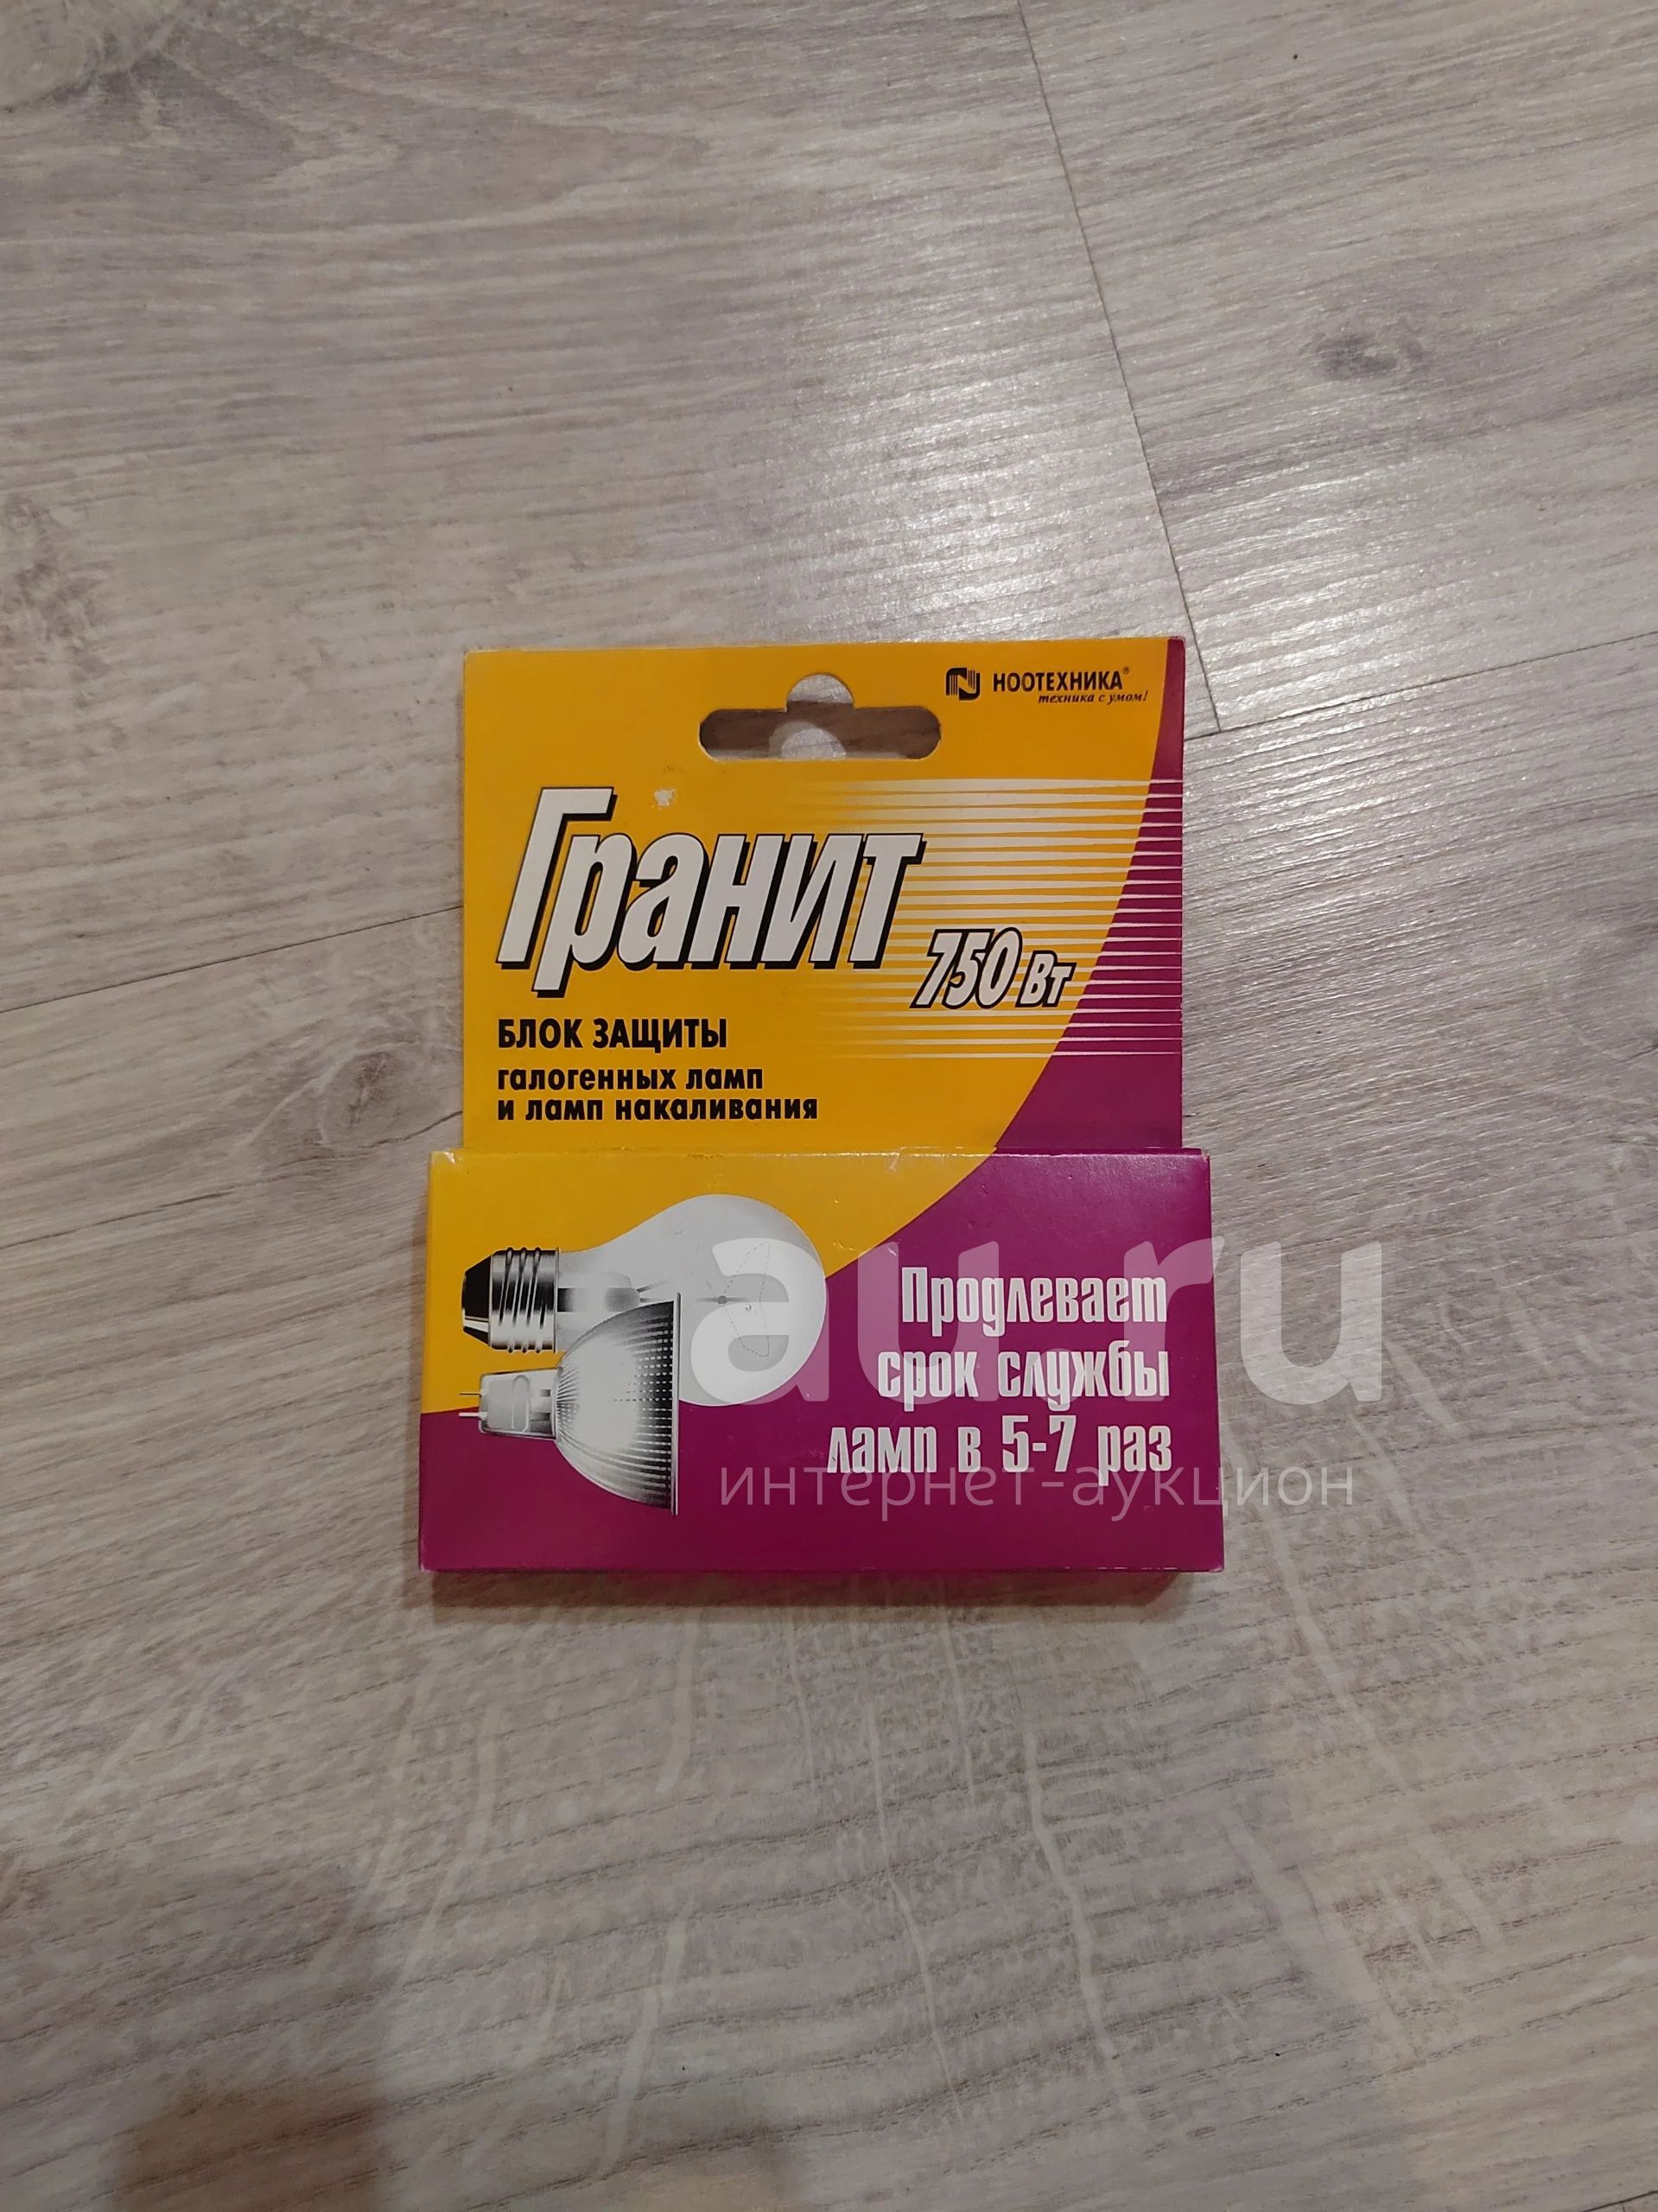 НООТЕХНИКА®
техника с умом!
Гранит
750 Вт
БЛОК ЗАЩИТЫ
галогенных ламп
и ламп накаливания
Продлевает
срок службы
ламп в 5-7 раз
au.ru
интернет-аукцион